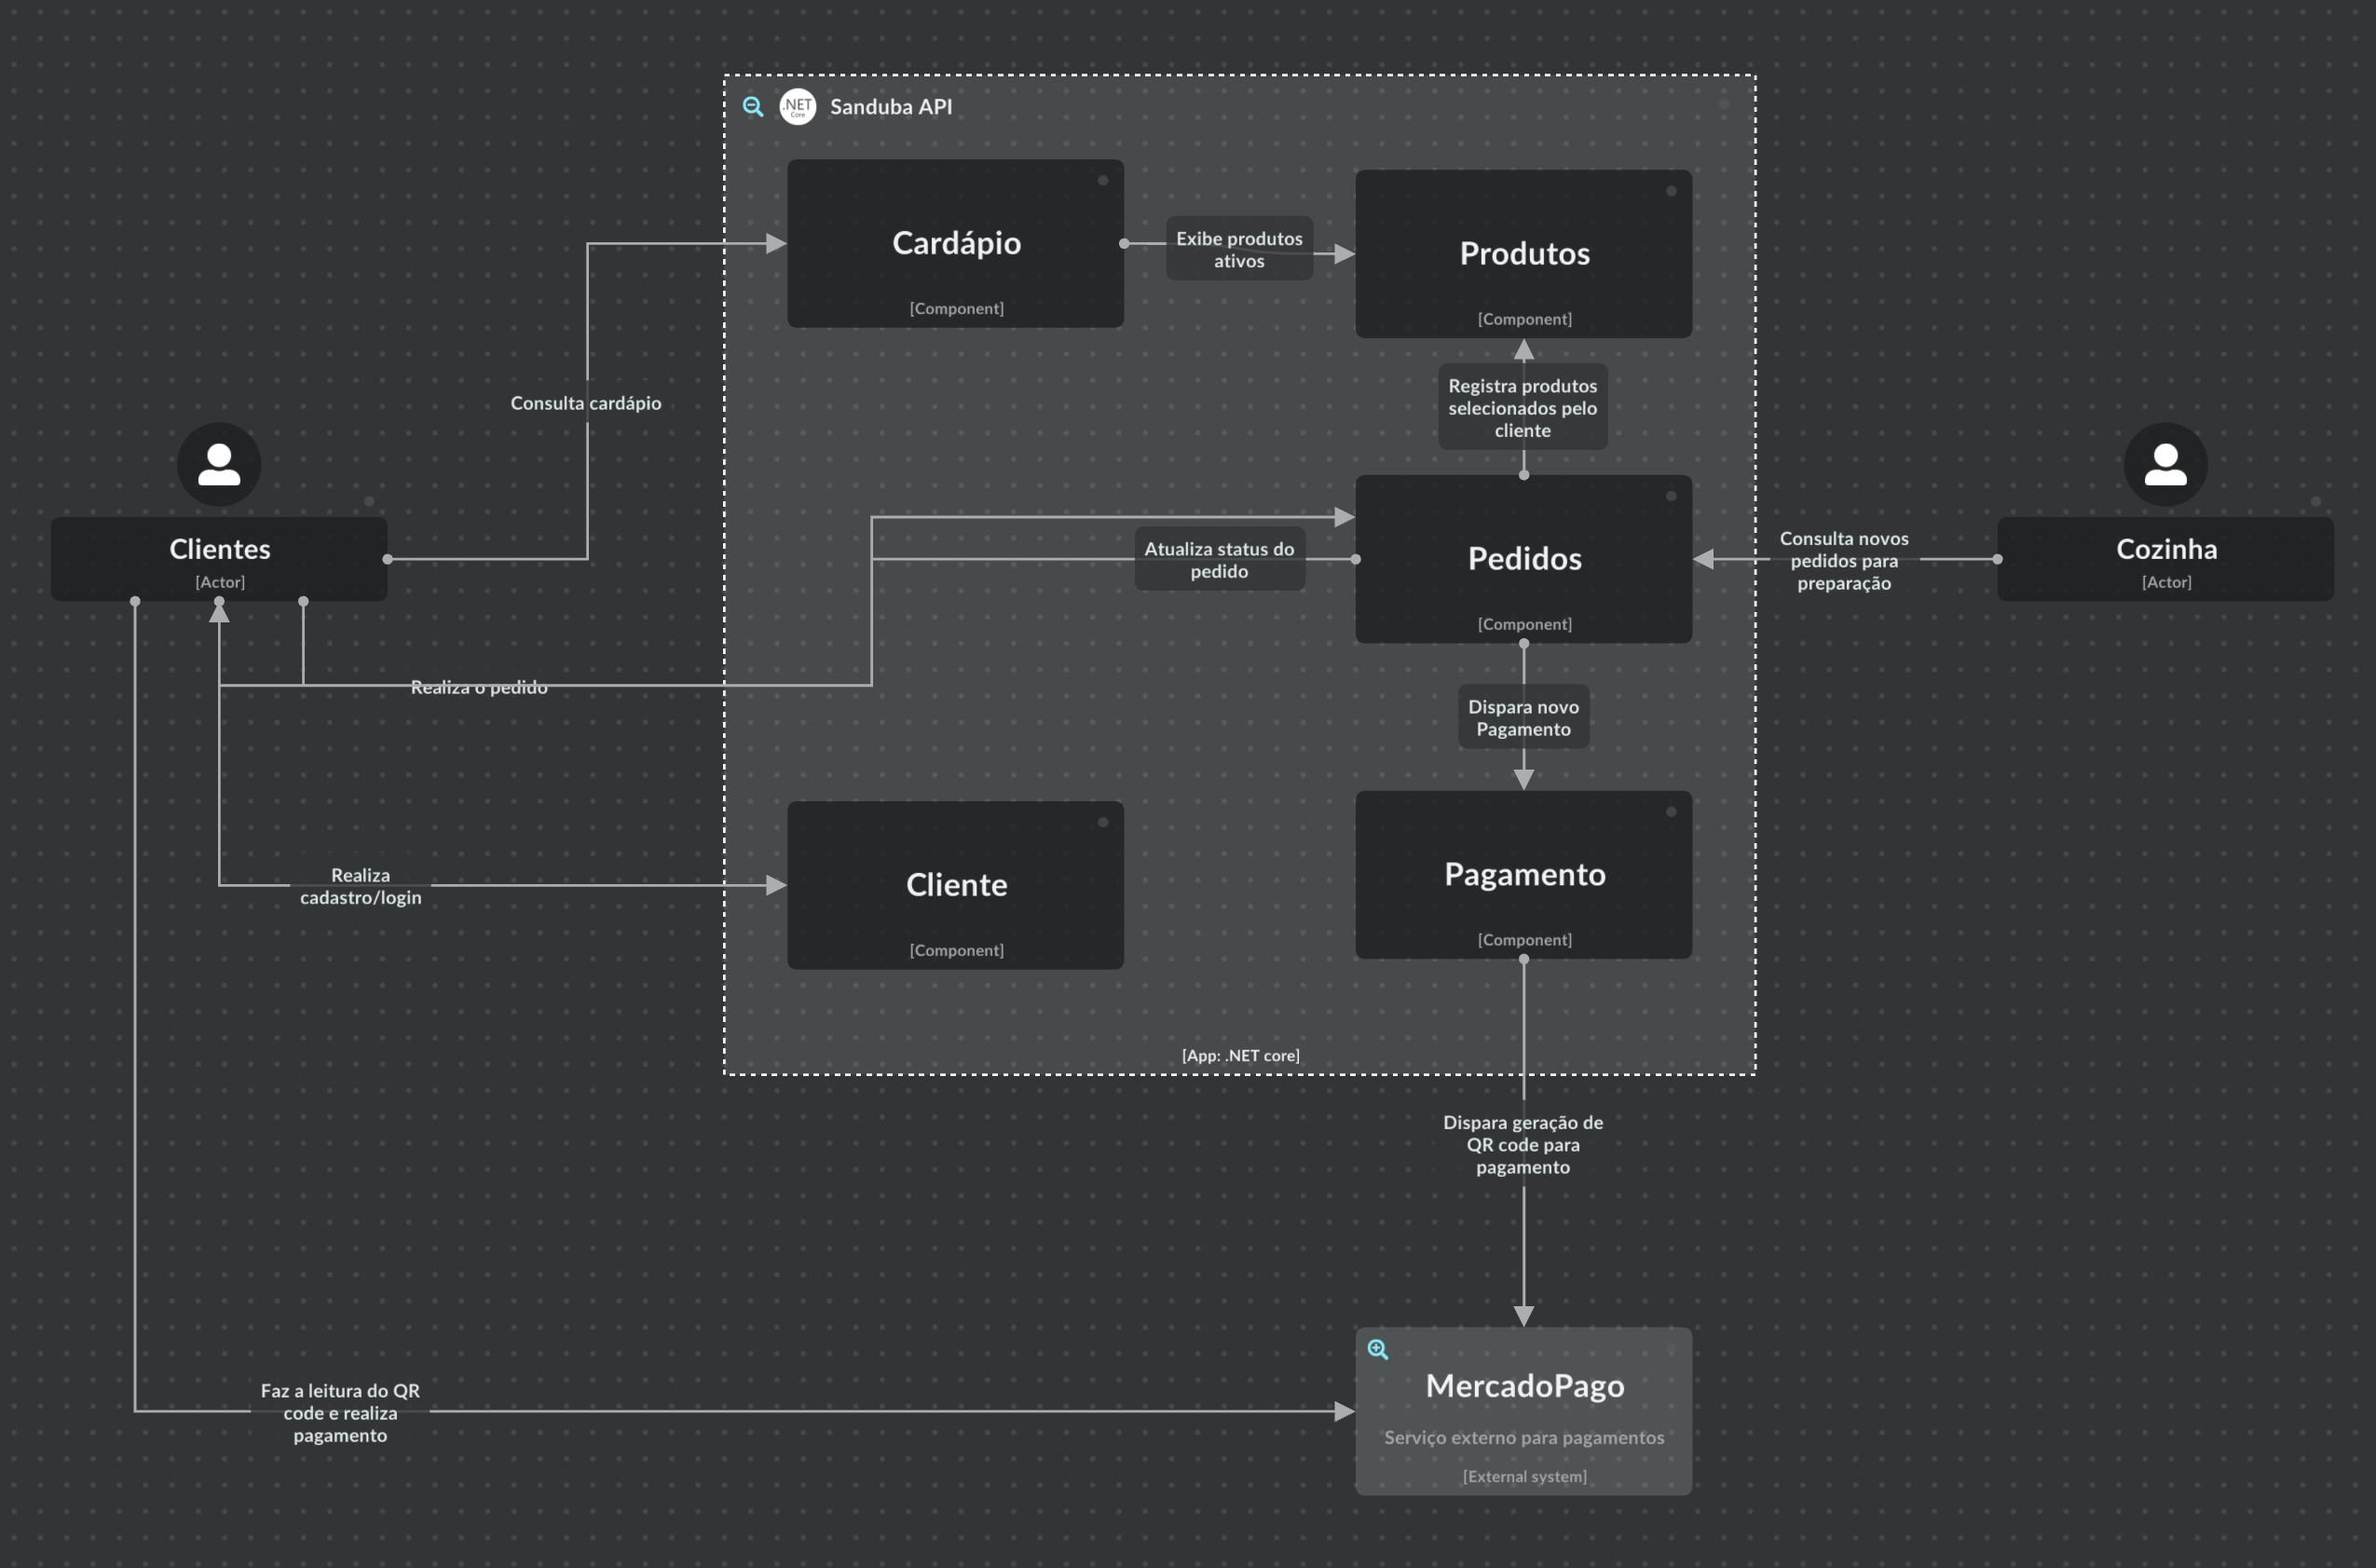 .NET
Core
Sanduba API
Cardápio
[Component]
Exibe produtos
ativos
Produtos
[Component]
Consulta cardápio
Registra produtos
selecionados pelo
cliente
Clientes
[Actor]
Atualiza status do
pedido
Pedidos
[Component]
Consulta novos
pedidos para
preparação
Cozinha
[Actor]
Realiza o pedido
Dispara novo
Pagamento
Realiza
cadastro/login
Cliente
[Component]
Pagamento
[Component]
[App: .NET core]
Dispara geração de
QR code para
pagamento
Faz a leitura do QR
code e realiza
pagamento
MercadoPago
Serviço externo para pagamentos
[External system]